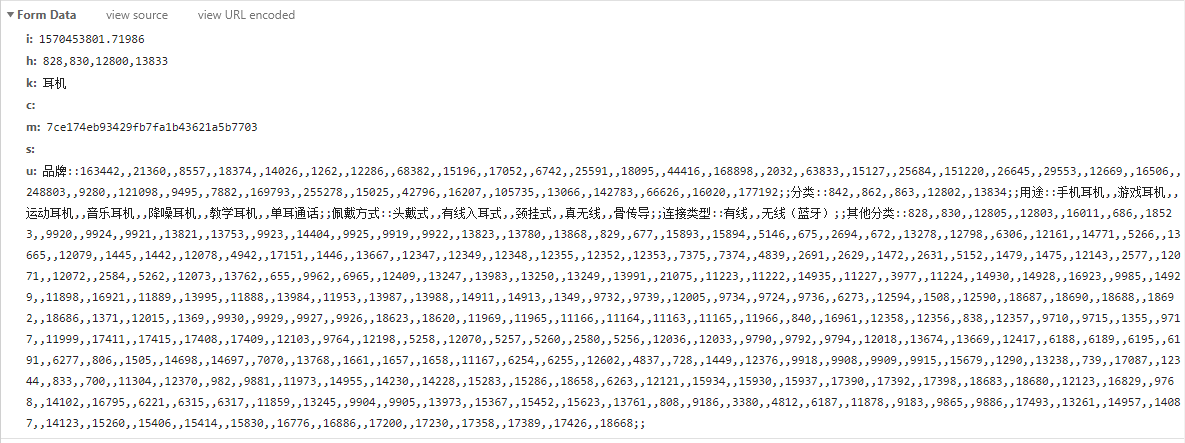 Form Data view source view URL encoded
i: 1570453801.71986
h: 828,830,12800,13833
k: 耳机
c:
m: 7ce174eb93429fb7fa1b43621a5b7703
s:
u: 品牌::163442,,21360,,8557,,18374,,14026,,1262,,12286,,68382,,15196,,17052,,6742,,25591,,18095,,44416,,168898,,2032,,63833,,15127,,25684,,151220,,26645,,29553,,12669,,16506,,
248803,,9280,,121098,,9495,,7882,,169793,,255278,,15025,,42796,,16207,,105735,,13066,,142783,,66626,,16020,,177192;;分类::842,,862,,863,,12802,,13834;;用途::手机耳机,,游戏耳机,,
运动耳机,,音乐耳机,,降噪耳机,,教学耳机,,单耳通话;;佩戴方式::头戴式,,有线入耳式,,颈挂式,,真无线,,骨传导;;连接类型::有线,,无线（蓝牙）;;其他分类::828,,830,,12805,,12803,,16011,,686,,1852
3,,9920,,9924,,9921,,13821,,13753,,9923,,14404,,9925,,9919,,9922,,13823,,13780,,13868,,829,,677,,15893,,15894,,5146,,675,,2694,,672,,13278,,12798,,6306,,12161,,14771,,5266,,13
665,,12079,,1445,,1442,,12078,,4942,,17151,,1446,,13667,,12347,,12349,,12348,,12355,,12352,,12353,,7375,,7374,,4839,,2691,,2629,,1472,,2631,,5152,,1479,,1475,,12143,,2577,,120
71,,12072,,2584,,5262,,12073,,13762,,655,,9962,,6965,,12409,,13247,,13983,,13250,,13249,,13991,,21075,,11223,,11222,,14935,,11227,,3977,,11224,,14930,,14928,,16923,,9985,,1492
9,,11898,,16921,,11889,,13995,,11888,,13984,,11953,,13987,,13988,,14911,,14913,,1349,,9732,,9739,,12005,,9734,,9724,,9736,,6273,,12594,,1508,,12590,,18687,,18690,,18688,,1869
2,,18686,,1371,,12015,,1369,,9930,,9929,,9927,,9926,,18623,,18620,,11969,,11965,,11166,,11164,,11163,,11165,,11966,,840,,16961,,12358,,12356,,838,,12357,,9710,,9715,,1355,,971
7,,11999,,17411,,17415,,17408,,17409,,12103,,9764,,12198,,5258,,12070,,5257,,5260,,2580,,5256,,12036,,12033,,9790,,9792,,9794,,12018,,13674,,13669,,12417,,6188,,6189,,6195,,61
91,,6277,,806,,1505,,14698,,14697,,7070,,13768,,1661,,1657,,1658,,11167,,6254,,6255,,12602,,4837,,728,,1449,,12376,,9918,,9908,,9909,,9915,,15679,,1290,,13238,,739,,17087,,123
44,,833,,700,,11304,,12370,,982,,9881,,11973,,14955,,14230,,14228,,15283,,15286,,18658,,6263,,12121,,15934,,15930,,15937,,17390,,17392,,17398,,18683,,18680,,12123,,16829,,976
8,,14102,,16795,,6221,,6315,,6317,,11859,,13245,,9904,,9905,,13973,,15367,,15452,,15623,,13761,,808,,9186,,3380,,4812,,6187,,11878,,9183,,9865,,9886,,17493,,13261,,14957,,1408
7,,14123,,15260,,15406,,15414,,15830,,16776,,16886,,17200,,17230,,17358,,17389,,17426,,18668;;